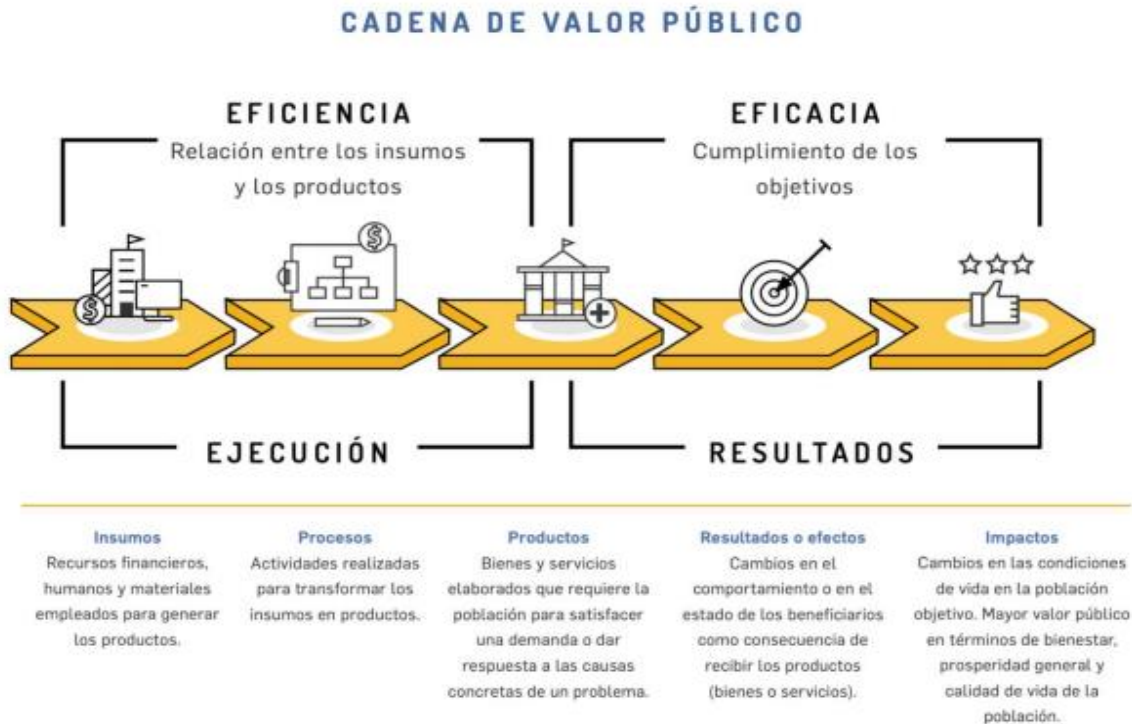 CADENA DE VALOR PÚBLICO
EFICIENCIA
Relación entre los insumos
y los productos
EFICACIA
Cumplimiento de los
objetivos
$
$
EJECUCIÓN
RESULTADOS
Insumos
Recursos financieros,
humanos y materiales
empleados para generar
los productos.
Procesos
Actividades realizadas
para transformar los
insumos en productos.
Productos
Bienes y servicios
elaborados que requiere la
población para satisfacer
una demanda o dar
respuesta a las causas
concretas de un problema.
Resultados o efectos
Cambios en el
comportamiento o en el
estado de los beneficiarios
como consecuencia de
recibir los productos
(bienes o servicios).
Impactos
Cambios en las condiciones
de vida en la población
objetivo. Mayor valor público
en términos de bienestar,
prosperidad general y
calidad de vida de la
población.